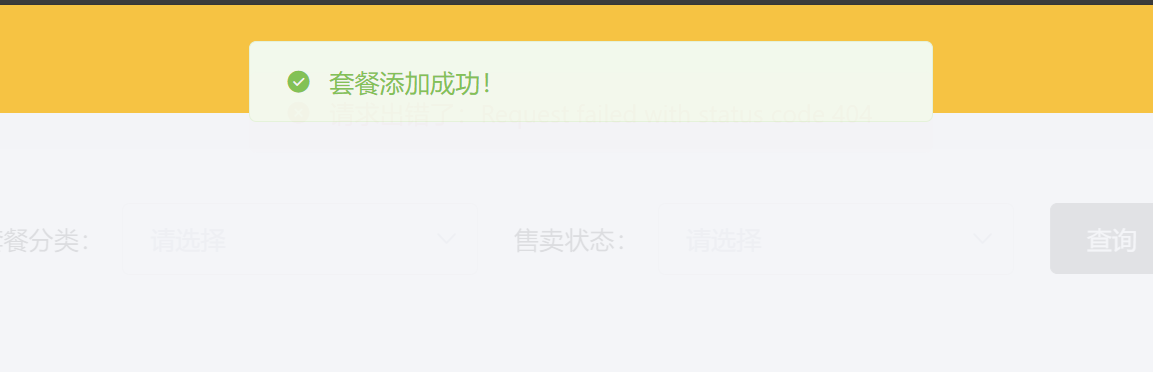 套餐添加成功！
请求出错了：Request failed with status code 404
餐分类：
请选择
售卖状态：
请选择
查询